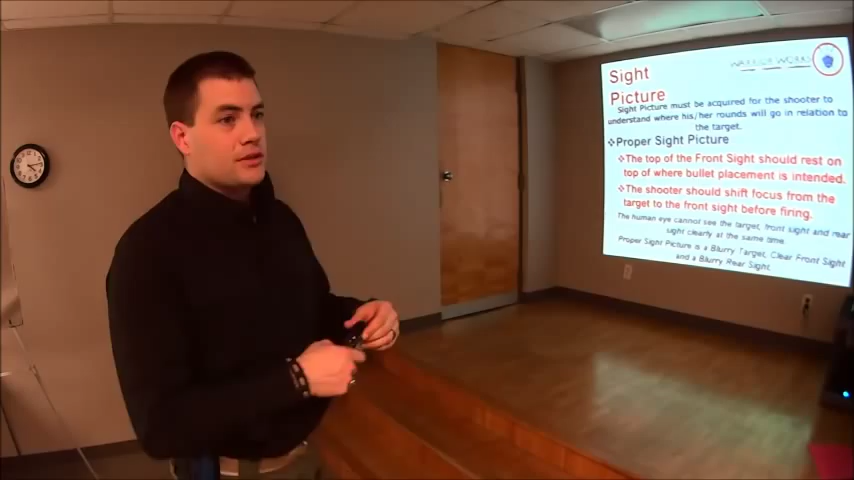 WARRIOR WORKS
Sight
Picture
Sight Picture must be acquired for the shooter to
understand where his/her rounds will go in relation to
the target.
❖Proper Sight Picture
❖The top of the Front Sight should rest on
top of where bullet placement is intended.
❖The shooter should shift focus from the
target to the front sight before firing.
The human eye cannot see the target, front sight and rear
sight clearly at the same time.
Proper Sight Picture is a Blurry Target, Clear Front Sight
and a Blurry Rear Sight.